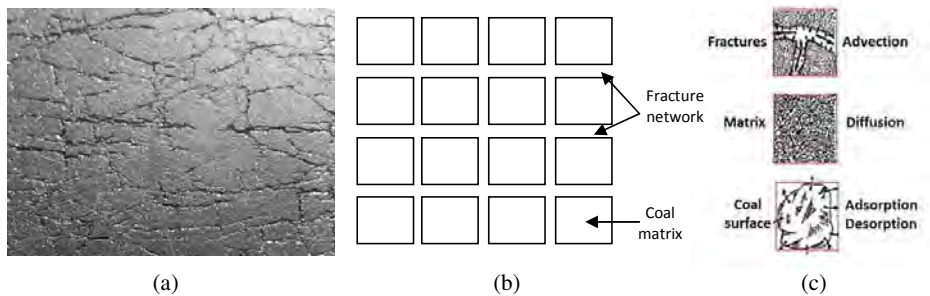 Fracture
network
Coal
matrix
Fractures Advection
Matrix Diffusion
Coal Adsorption
surface Desorption
(a) (b) (c)